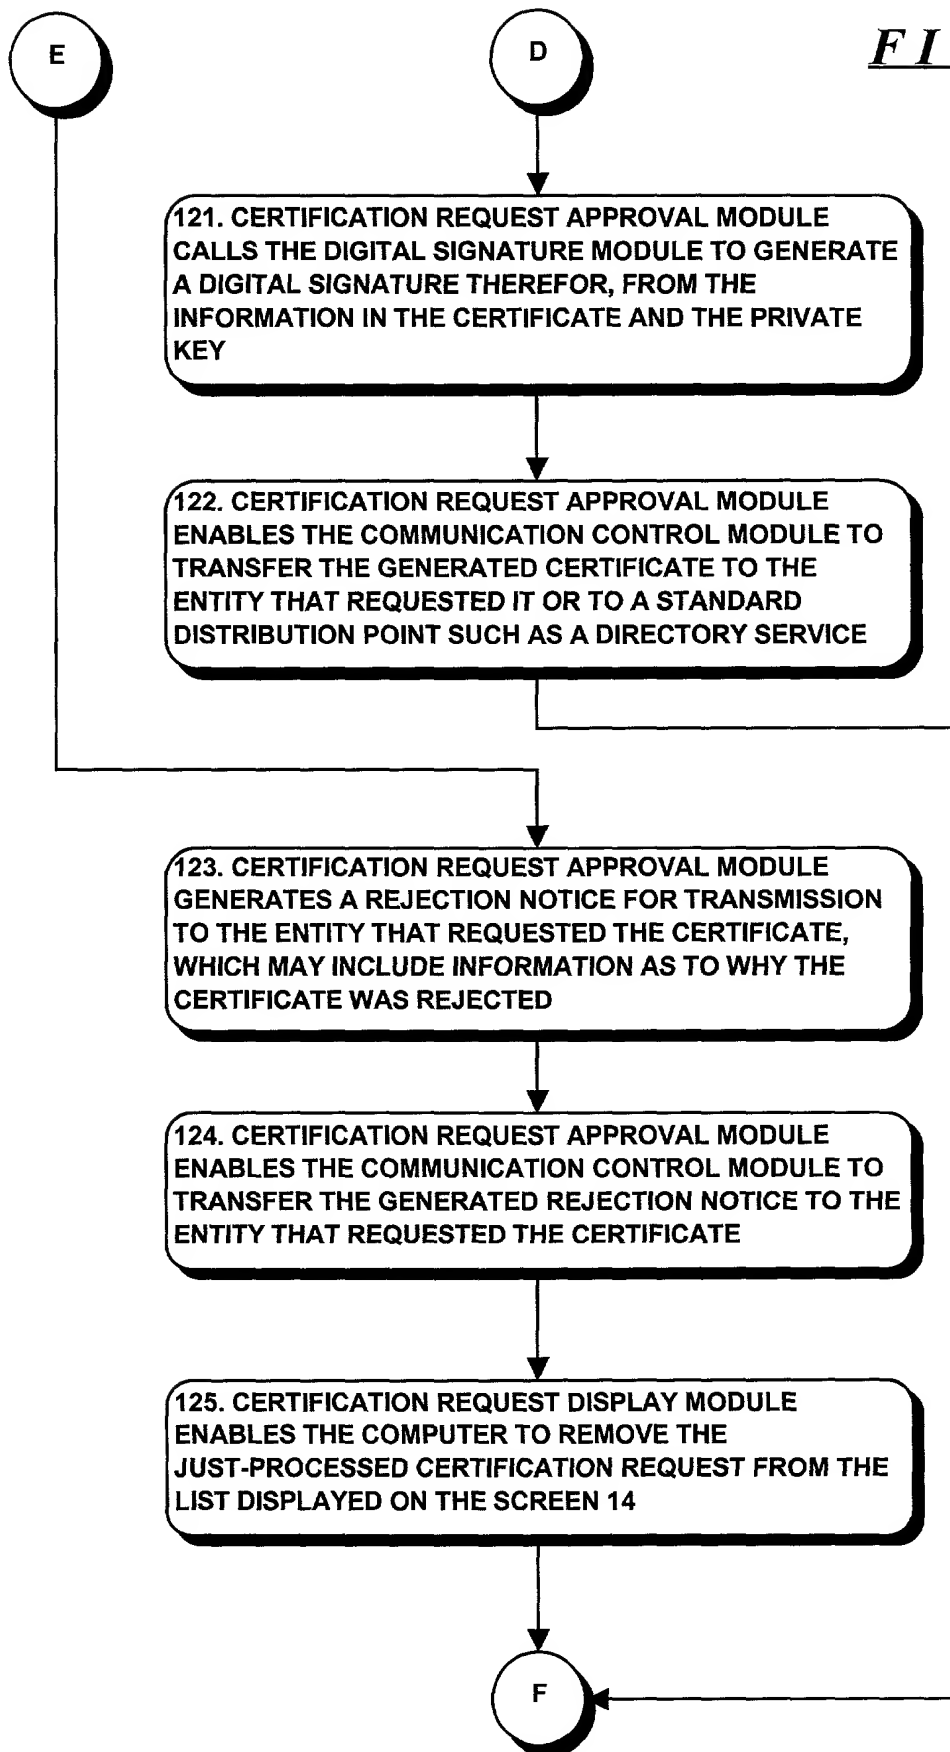 E
D
F I
121. CERTIFICATION REQUEST APPROVAL MODULE
CALLS THE DIGITAL SIGNATURE MODULE TO GENERATE
A DIGITAL SIGNATURE THEREFOR, FROM THE
INFORMATION IN THE CERTIFICATE AND THE PRIVATE
KEY
122. CERTIFICATION REQUEST APPROVAL MODULE
ENABLES THE COMMUNICATION CONTROL MODULE TO
TRANSFER THE GENERATED CERTIFICATE TO THE
ENTITY THAT REQUESTED IT OR TO A STANDARD
DISTRIBUTION POINT SUCH AS A DIRECTORY SERVICE
123. CERTIFICATION REQUEST APPROVAL MODULE
GENERATES A REJECTION NOTICE FOR TRANSMISSION
TO THE ENTITY THAT REQUESTED THE CERTIFICATE,
WHICH MAY INCLUDE INFORMATION AS TO WHY THE
CERTIFICATE WAS REJECTED
124. CERTIFICATION REQUEST APPROVAL MODULE
ENABLES THE COMMUNICATION CONTROL MODULE TO
TRANSFER THE GENERATED REJECTION NOTICE TO THE
ENTITY THAT REQUESTED THE CERTIFICATE
125. CERTIFICATION REQUEST DISPLAY MODULE
ENABLES THE COMPUTER TO REMOVE THE
JUST-PROCESSED CERTIFICATION REQUEST FROM THE
LIST DISPLAYED ON THE SCREEN 14
F